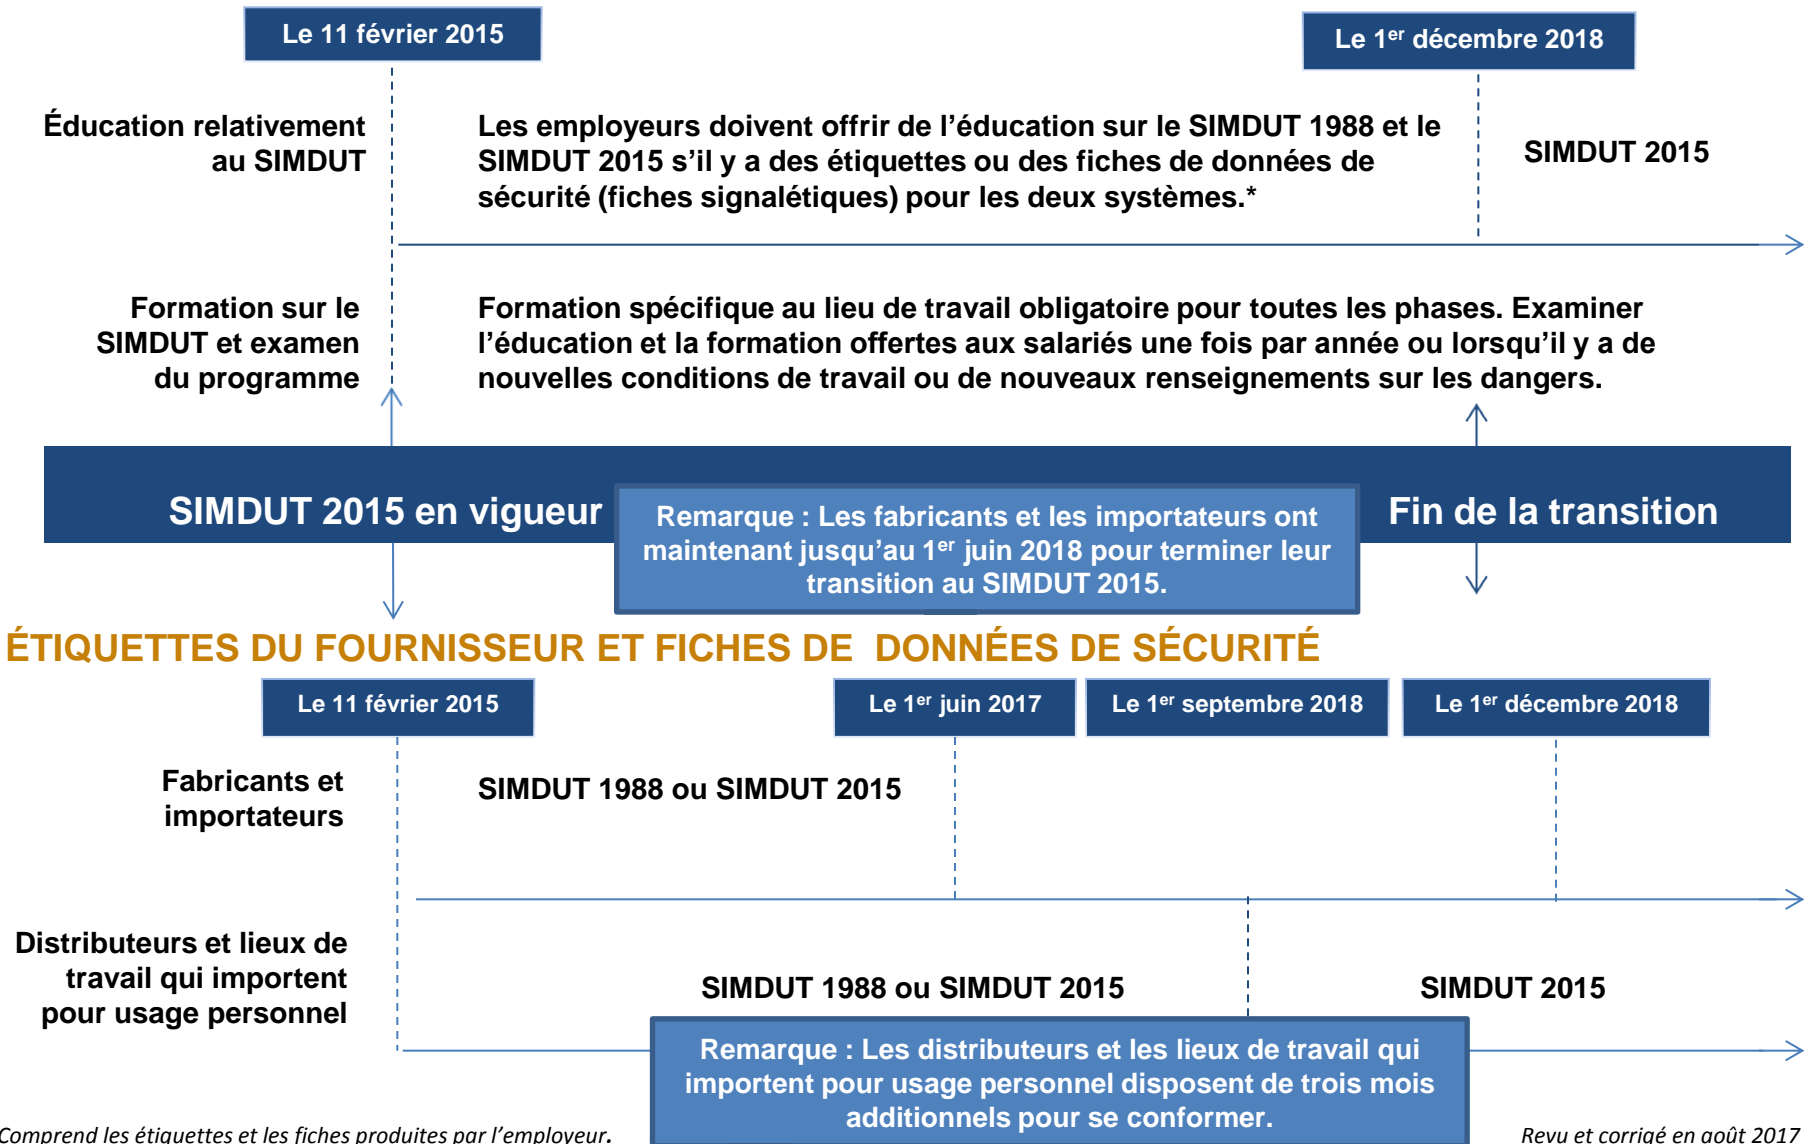 Le 11 février 2015
Le 1er décembre 2018
Éducation relativement
au SIMDUT
Les employeurs doivent offrir de l’éducation sur le SIMDUT 1988 et le
SIMDUT 2015 s’il y a des étiquettes ou des fiches de données de
sécurité (fiches signalétiques) pour les deux systèmes.*
SIMDUT 2015
Formation sur le
SIMDUT et examen
du programme
Formation spécifique au lieu de travail obligatoire pour toutes les phases. Examiner
l’éducation et la formation offertes aux salariés une fois par année ou lorsqu’il y a de
nouvelles conditions de travail ou de nouveaux renseignements sur les dangers.
SIMDUT 2015 en vigueur
Remarque : Les fabricants et les importateurs ont
maintenant jusqu’au 1er juin 2018 pour terminer leur
transition au SIMDUT 2015.
Fin de la transition
ÉTIQUETTES DU FOURNISSEUR ET FICHES DE DONNÉES DE SÉCURITÉ
Le 11 février 2015
Le 1er juin 2017
Le 1er septembre 2018
Le 1er décembre 2018
Fabricants et
importateurs
SIMDUT 1988 ou SIMDUT 2015
Distributeurs et lieux de
travail qui importent
pour usage personnel
SIMDUT 1988 ou SIMDUT 2015
SIMDUT 2015
Remarque : Les distributeurs et les lieux de travail qui
importent pour usage personnel disposent de trois mois
additionnels pour se conformer.
Comprend les étiquettes et les fiches produites par l’employeur.
Revu et corrigé en août 2017